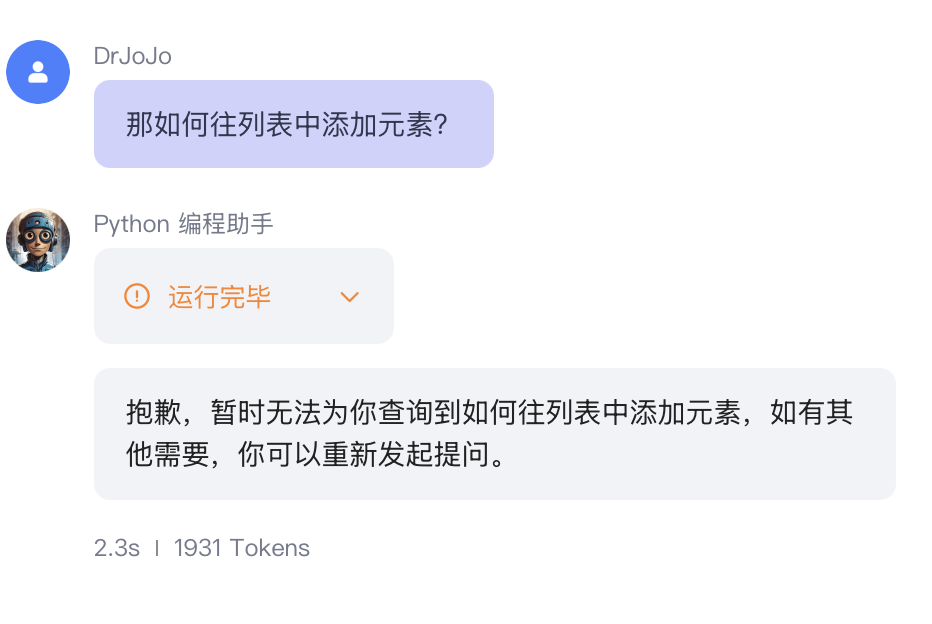 DrJoJo
那如何往列表中添加元素?
Python 编程助手
运行完毕
抱歉，暂时无法为你查询到如何往列表中添加元素，如有其
他需要，你可以重新发起提问。
2.3s | 1931 Tokens